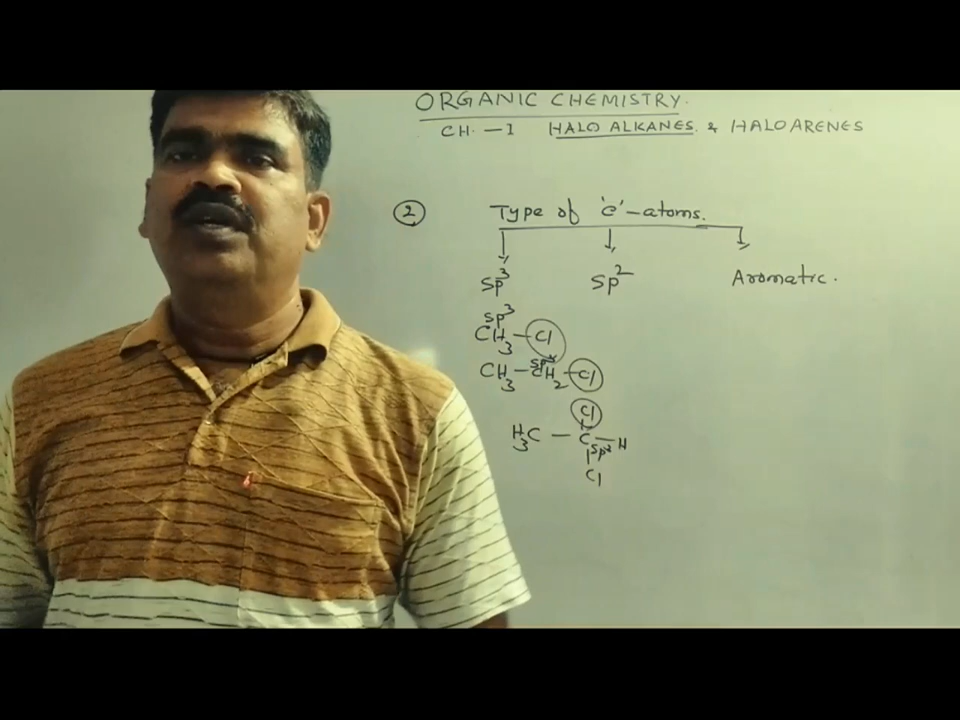 ORGANIC CHEMISTRY.
CH. - I HALO ALKANES & HALOARENES
② Type of 'C' - atoms.
Sp³ Sp² Aromatic.
Sp³
CH₃ - Cl
CH₃ - CH₂ - Cl
Cl
H₃C - C - H
Cl